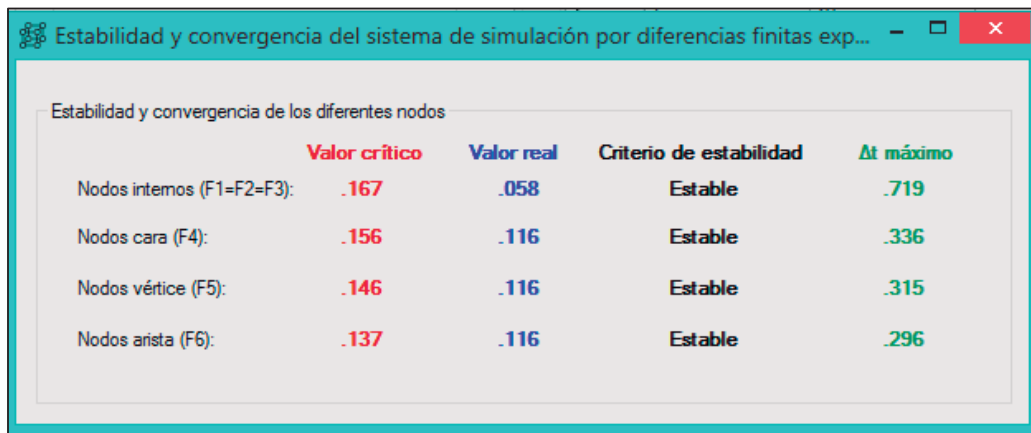 Estabilidad y convergencia del sistema de simulación por diferencias finitas exp...
Estabilidad y convergencia de los diferentes nodos
Valor crítico Valor real Criterio de estabilidad Δt máximo
Nodos internos (F1=F2=F3): .167 .058 Estable .719
Nodos cara (F4): .156 .116 Estable .336
Nodos vértice (F5): .146 .116 Estable .315
Nodos arista (F6): .137 .116 Estable .296